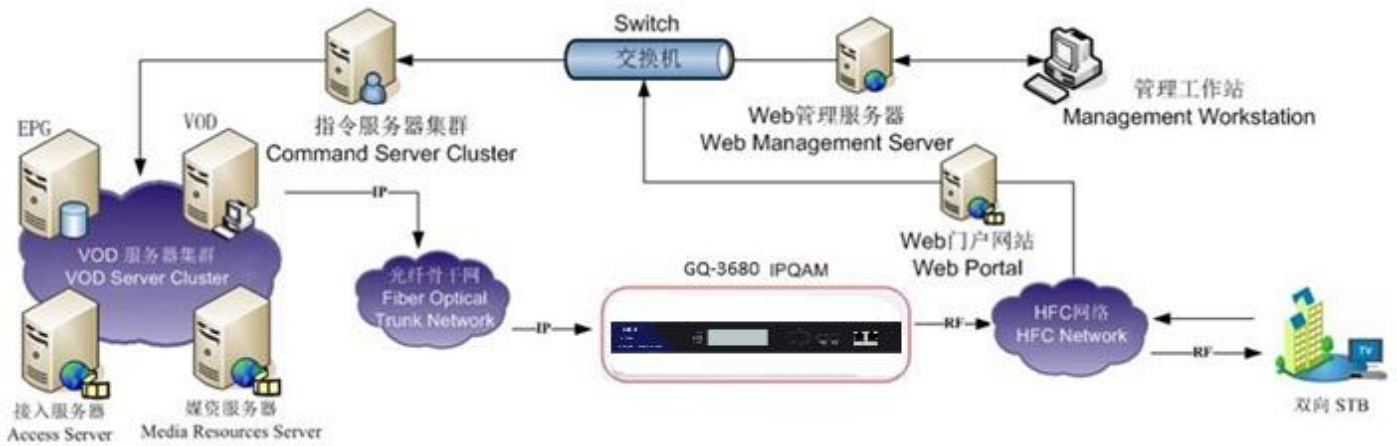 Switch
交换机
EPG
VOD
指令服务器集群
Command Server Cluster
Web管理服务器
Web Management Server
管理工作站
Management Workstation
IP
VOD 服务器集群
VOD Server Cluster
光纤骨干网
Fiber Optical
Trunk Network
IP
GQ-3680 IPQAM
RF
Web门户网站
Web Portal
HFC网络
HFC Network
RF
TV
双向 STB
接入服务器
Access Server
媒资服务器
Media Resources Server